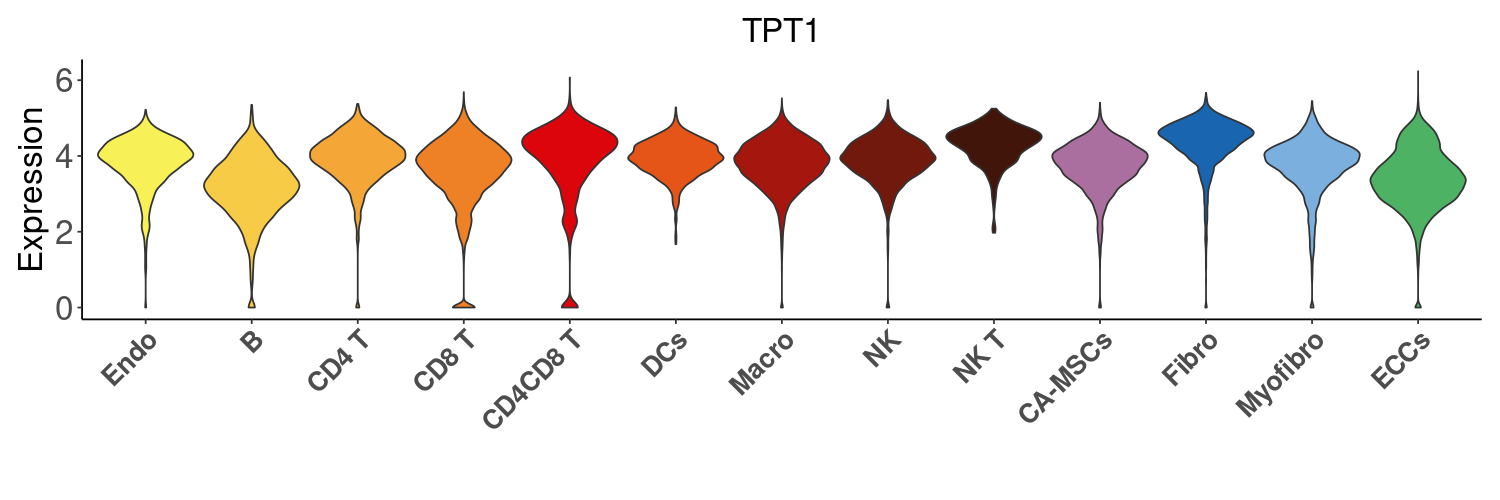 TPT1
Expression
6
4
2
0
Endo
B
CD4 T
CD8 T
CD4CD8 T
DCs
Macro
NK
NK T
CA-MSCs
Fibro
Myofibro
ECCs